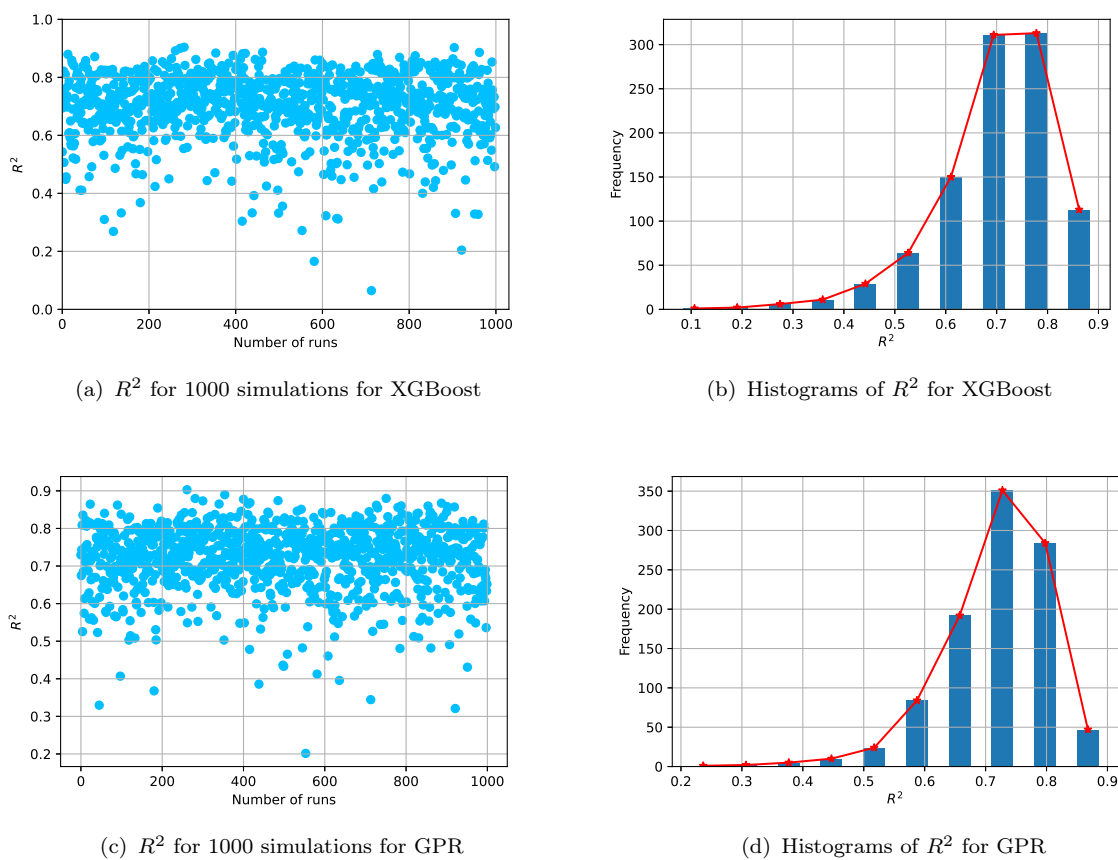 1.0
0.8
0.6
0.4
0.2
0.0
R²
0 200 400 600 800 1000
Number of runs
(a) R² for 1000 simulations for XGBoost
300
250
200
150
100
50
0
Frequency
0.1 0.2 0.3 0.4 0.5 0.6 0.7 0.8 0.9
R²
(b) Histograms of R² for XGBoost
0.9
0.8
0.7
0.6
0.5
0.4
0.3
0.2
R²
0 200 400 600 800 1000
Number of runs
(c) R² for 1000 simulations for GPR
350
300
250
200
150
100
50
0
Frequency
0.2 0.3 0.4 0.5 0.6 0.7 0.8 0.9
R²
(d) Histograms of R² for GPR